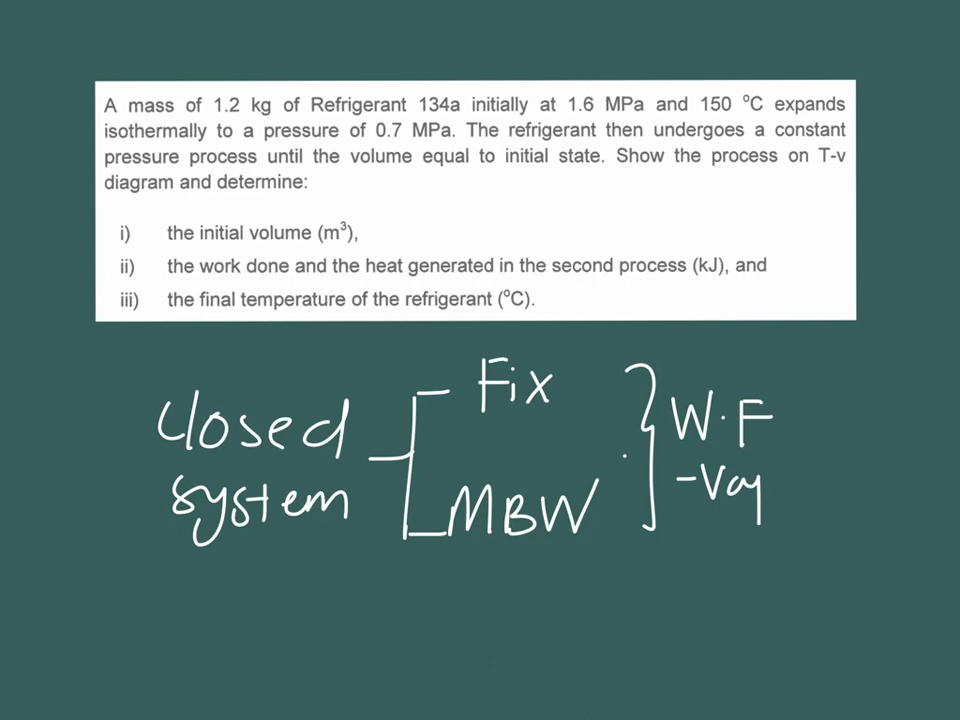 A mass of 1.2 kg of Refrigerant 134a initially at 1.6 MPa and 150 °C expands
isothermally to a pressure of 0.7 MPa. The refrigerant then undergoes a constant
pressure process until the volume equal to initial state. Show the process on T-v
diagram and determine:
i) the initial volume (m³),
ii) the work done and the heat generated in the second process (kJ), and
iii) the final temperature of the refrigerant (°C).
Fix
closed
W.F
system
MBW